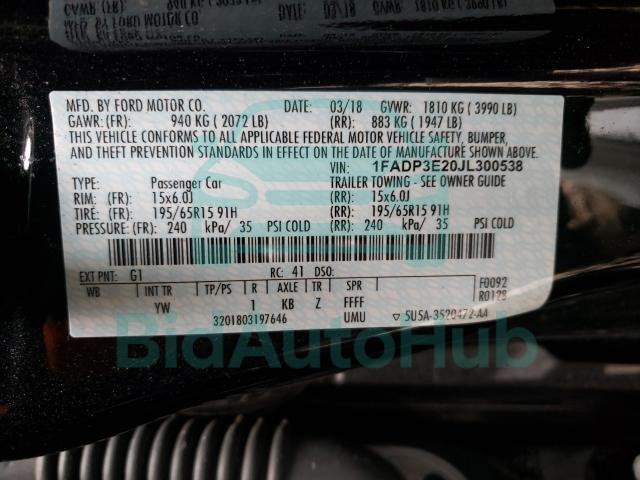 MFD. BY FORD MOTOR CO. DATE: 03/18 GVWR: 1810 KG ( 3990 LB)
GAWR: (FR): 940 KG ( 2072 LB) (RR): 883 KG ( 1947 LB)
THIS VEHICLE CONFORMS TO ALL APPLICABLE FEDERAL MOTOR VEHICLE SAFETY, BUMPER,
AND THEFT PREVENTION STANDARDS IN EFFECT ON THE DATE OF MANUFACTURE SHOWN ABOVE.
VIN: 1FADP3E20JL300538
TYPE: Passenger Car TRAILER TOWING - SEE OWNER GUIDE
RIM: (FR): 15x6.0J (RR): 15x6.0J
TIRE: (FR): 195/65R15 91H (RR): 195/65R15 91H
PRESSURE: (FR): 240 kPa/ 35 PSI COLD (RR): 240 kPa/ 35 PSI COLD
EXT PNT: G1 RC: 41 DSO: F0092
WB INT TR TP/PS R AXLE TR SPR R0128
YW 1 KB Z FFFF
3201803197646 UMU ▽ 5U5A-3520472-AA
BidAutoHub